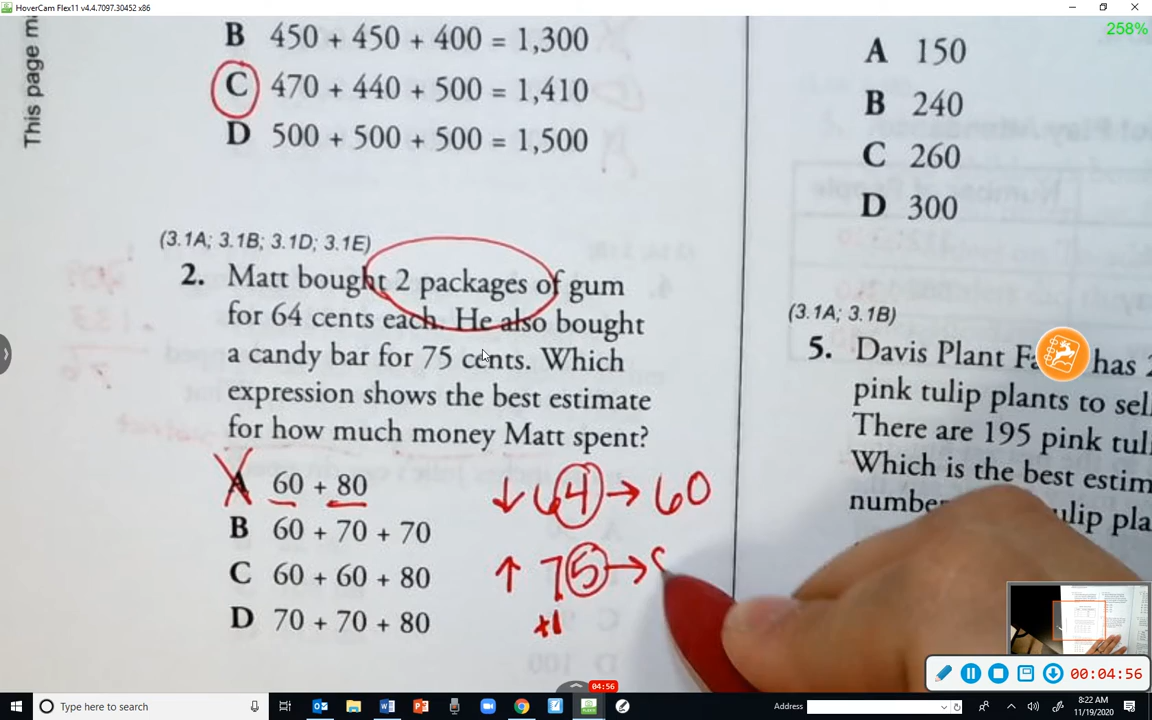 HoverCam Flex11 v4.4.7097.30452 x86
258%
This page m
B 450 + 450 + 400 = 1,300
C 470 + 440 + 500 = 1,410
D 500 + 500 + 500 = 1,500
(3.1A; 3.1B; 3.1D; 3.1E)
2. Matt bought 2 packages of gum
for 64 cents each. He also bought
a candy bar for 75 cents. Which
expression shows the best estimate
for how much money Matt spent?
A 60 + 80
B 60 + 70 + 70
C 60 + 60 + 80
D 70 + 70 + 80
↓ 64 → 60
↑ 75 →
+1
A 150
B 240
C 260
D 300
(3.1A; 3.1B)
5. Davis Plant Fa has 2
pink tulip plants to sel
There are 195 pink tuli
Which is the best estim
number ulip pla
00:04:56
04:56
Type here to search
Address
8:22 AM
11/19/2020